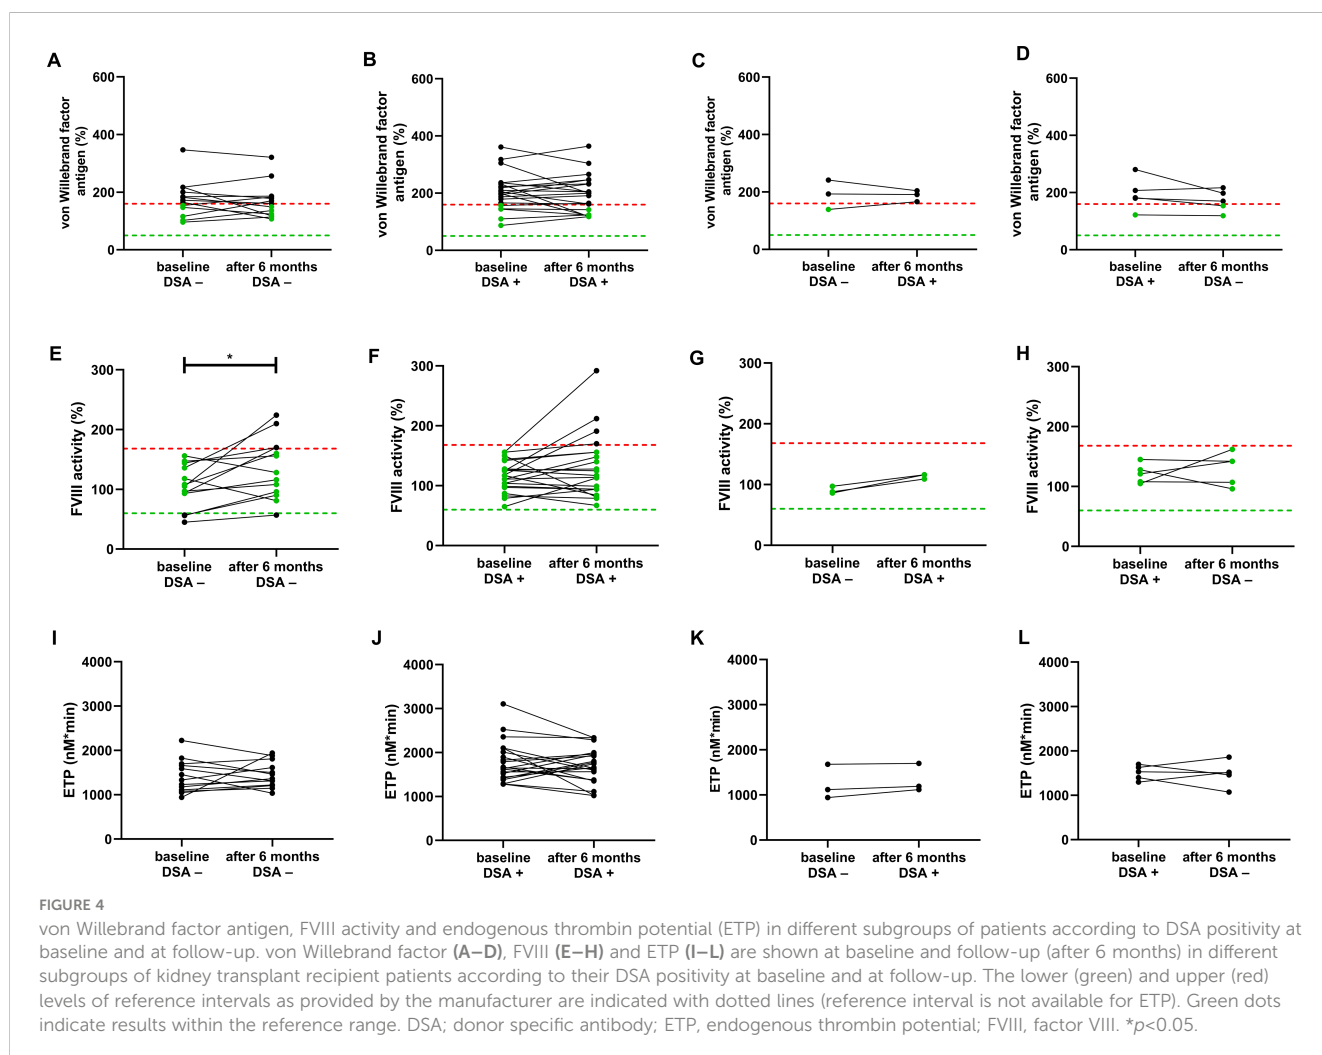 A
B
C
D
von Willebrand factor
antigen (%)
600
400
200
0
baseline
DSA –
after 6 months
DSA –
von Willebrand factor
antigen (%)
600
400
200
0
baseline
DSA +
after 6 months
DSA +
von Willebrand factor
antigen (%)
600
400
200
0
baseline
DSA –
after 6 months
DSA +
von Willebrand factor
antigen (%)
600
400
200
0
baseline
DSA +
after 6 months
DSA –
E
F
G
H
FVIII activity (%)
300
200
100
0
*
baseline
DSA –
after 6 months
DSA –
FVIII activity (%)
300
200
100
0
baseline
DSA +
after 6 months
DSA +
FVIII activity (%)
300
200
100
0
baseline
DSA –
after 6 months
DSA +
FVIII activity (%)
300
200
100
0
baseline
DSA +
after 6 months
DSA –
I
J
K
L
ETP (nM*min)
4000
3000
2000
1000
0
baseline
DSA –
after 6 months
DSA –
ETP (nM*min)
4000
3000
2000
1000
0
baseline
DSA +
after 6 months
DSA +
ETP (nM*min)
4000
3000
2000
1000
0
baseline
DSA –
after 6 months
DSA +
ETP (nM*min)
4000
3000
2000
1000
0
baseline
DSA +
after 6 months
DSA –
FIGURE 4
von Willebrand factor antigen, FVIII activity and endogenous thrombin potential (ETP) in different subgroups of patients according to DSA positivity at
baseline and at follow-up. von Willebrand factor (A–D), FVIII (E–H) and ETP (I–L) are shown at baseline and follow-up (after 6 months) in different
subgroups of kidney transplant recipient patients according to their DSA positivity at baseline and at follow-up. The lower (green) and upper (red)
levels of reference intervals as provided by the manufacturer are indicated with dotted lines (reference interval is not available for ETP). Green dots
indicate results within the reference range. DSA; donor specific antibody; ETP, endogenous thrombin potential; FVIII, factor VIII. *p<0.05.